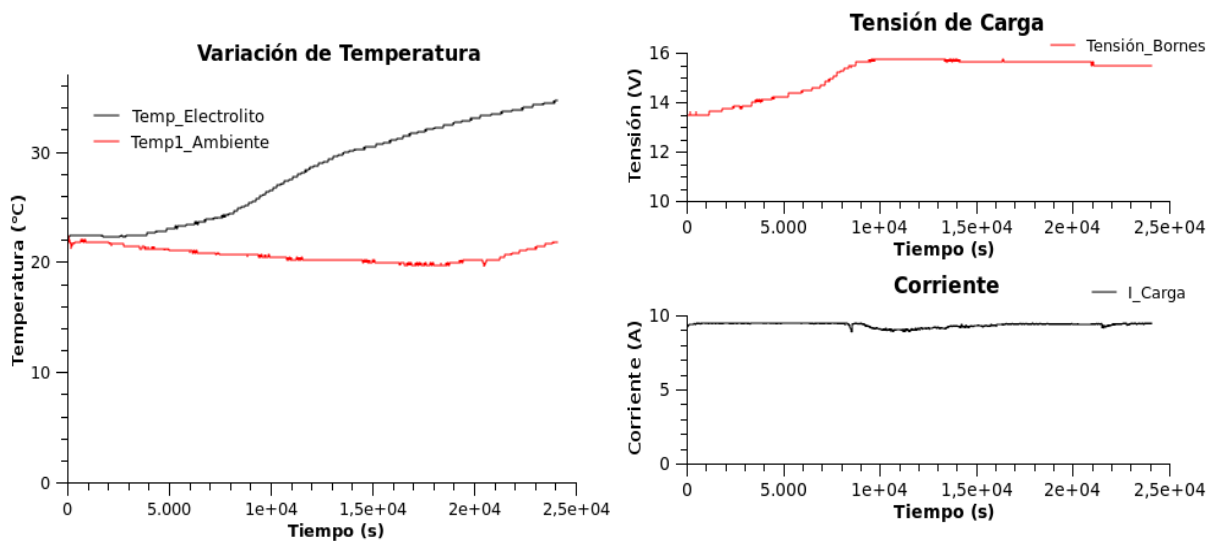 Variación de Temperatura
Temp_Electrolito
Temp1_Ambiente
Temperatura (°C)
30
20
10
0
0 5.000 1e+04 1,5e+04 2e+04 2,5e+04
Tiempo (s)
Tensión de Carga
Tensión_Bornes
Tensión (V)
16
14
12
10
0 5.000 1e+04 1,5e+04 2e+04 2,5e+04
Tiempo (s)
Corriente
I_Carga
Corriente (A)
10
5
0
0 5.000 1e+04 1,5e+04 2e+04 2,5e+04
Tiempo (s)